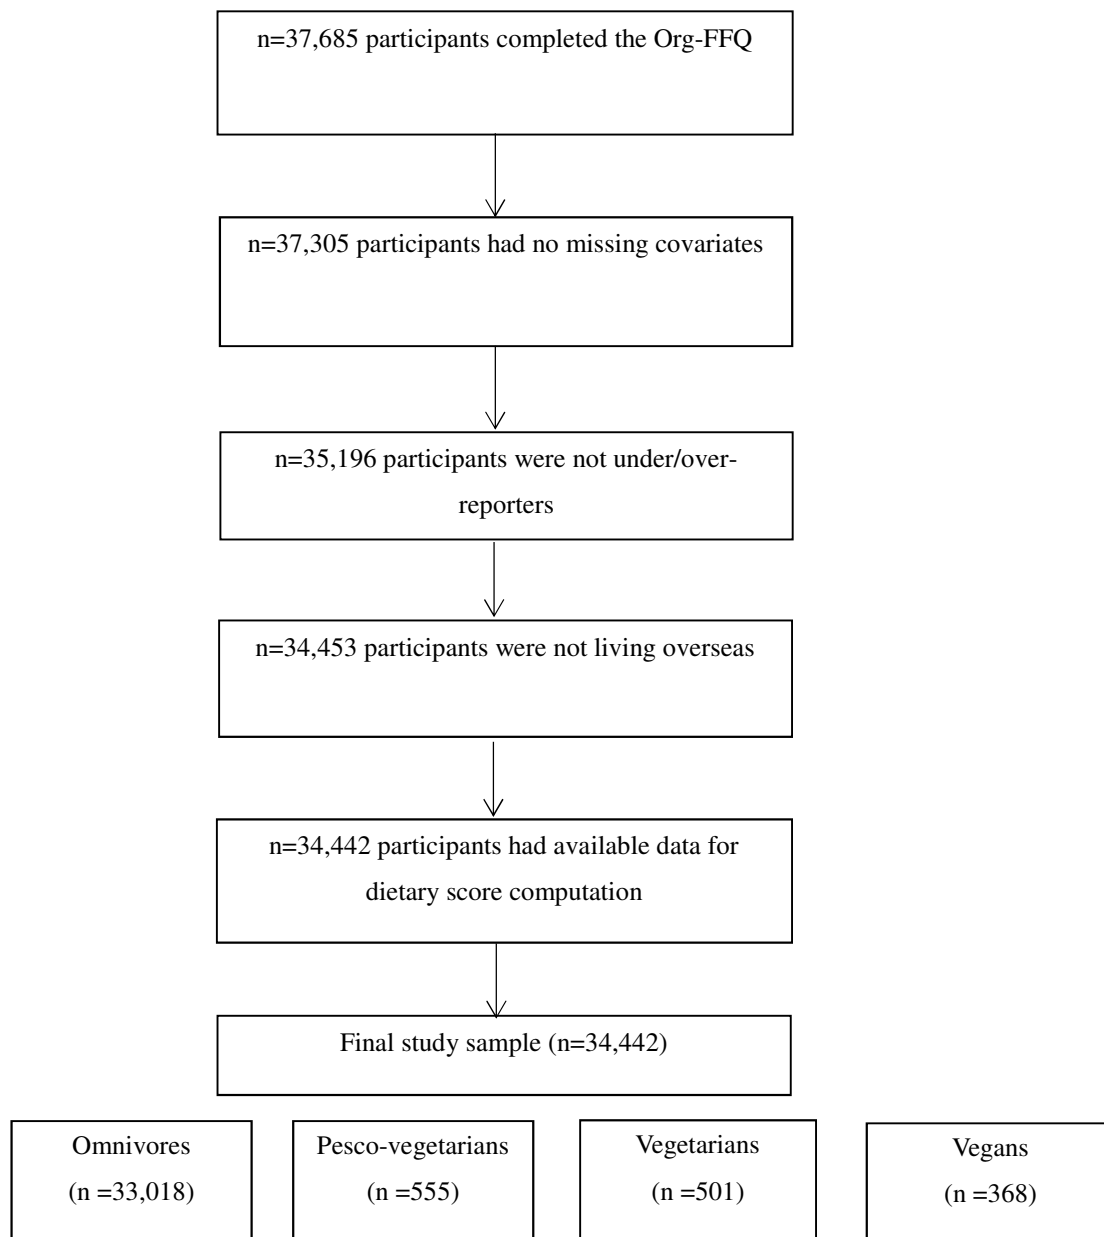 n=37,685 participants completed the Org-FFQ
n=37,305 participants had no missing covariates
n=35,196 participants were not under/over-
reporters
n=34,453 participants were not living overseas
n=34,442 participants had available data for
dietary score computation
Final study sample (n=34,442)
Omnivores
(n =33,018)
Pesco-vegetarians
(n =555)
Vegetarians
(n =501)
Vegans
(n =368)